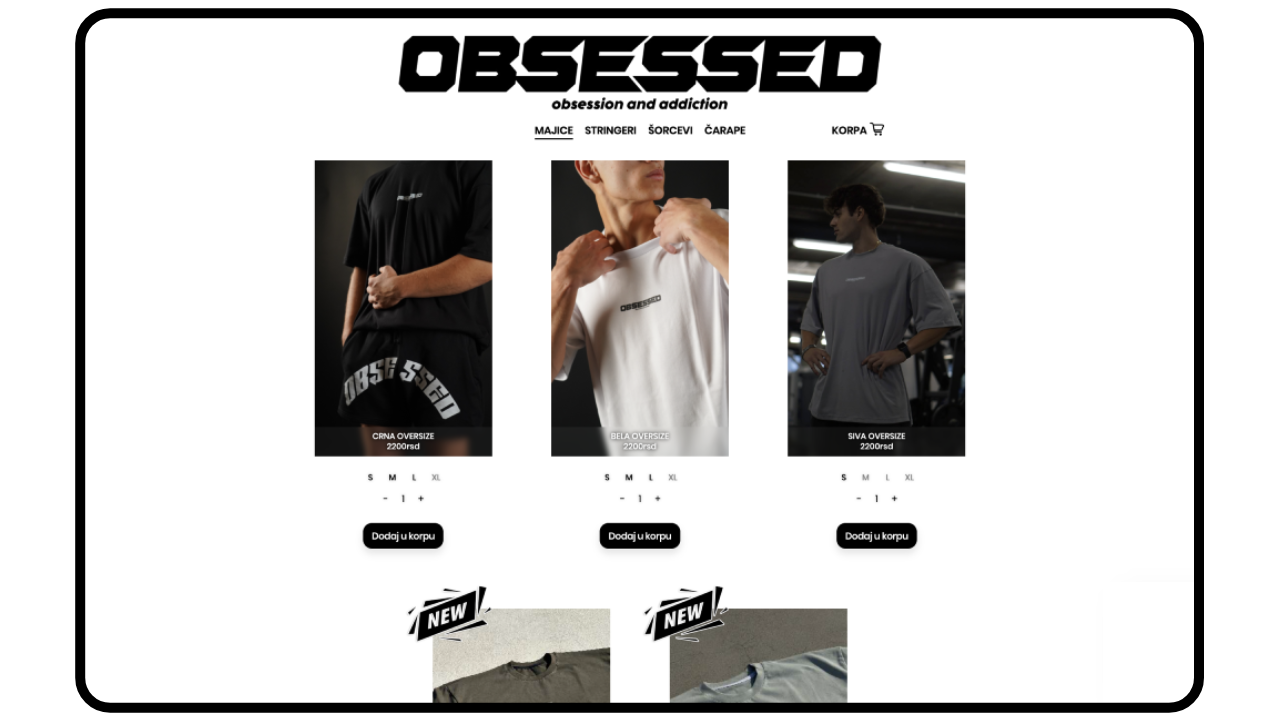 OBSESSED
obsession and addiction
MAJICE STRINGERI ŠORCEVI ČARAPE KORPA
OBSESSED
OBSESSED
CRNA OVERSIZE
2200rsd
OBSESSED
BELA OVERSIZE
2200rsd
SIVA OVERSIZE
2200rsd
S M L XL
- 1 +
Dodaj u korpu
S M L XL
- 1 +
Dodaj u korpu
S M L XL
- 1 +
Dodaj u korpu
NEW
NEW